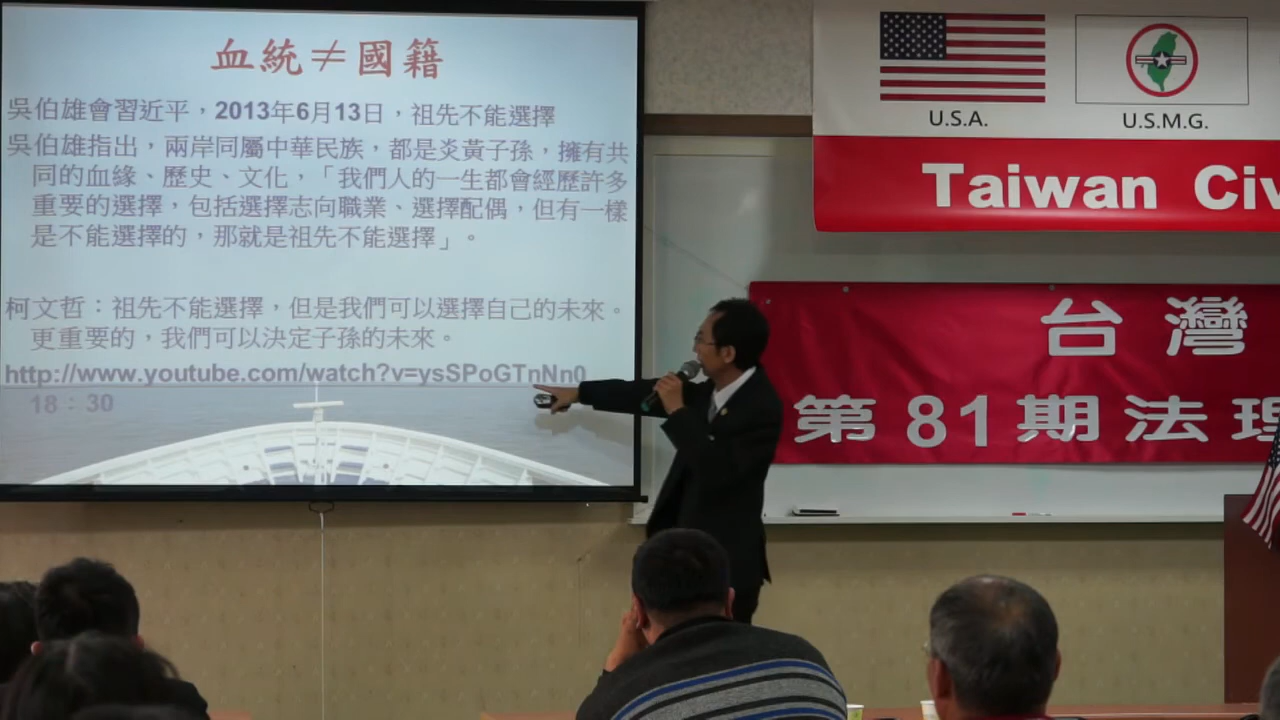 血統≠國籍
吳伯雄會習近平，2013年6月13日，祖先不能選擇
吳伯雄指出，兩岸同屬中華民族，都是炎黃子孫，擁有共
同的血緣、歷史、文化，「我們人的一生都會經歷許多
重要的選擇，包括選擇志向職業、選擇配偶，但有一樣
是不能選擇的，那就是祖先不能選擇」。
柯文哲：祖先不能選擇，但是我們可以選擇自己的未來。
更重要的，我們可以決定子孫的未來。
http://www.youtube.com/watch?v=ysSPoGTnNn0
18：30
U.S.A.
U.S.M.G.
Taiwan Civ
台灣
第81期法理